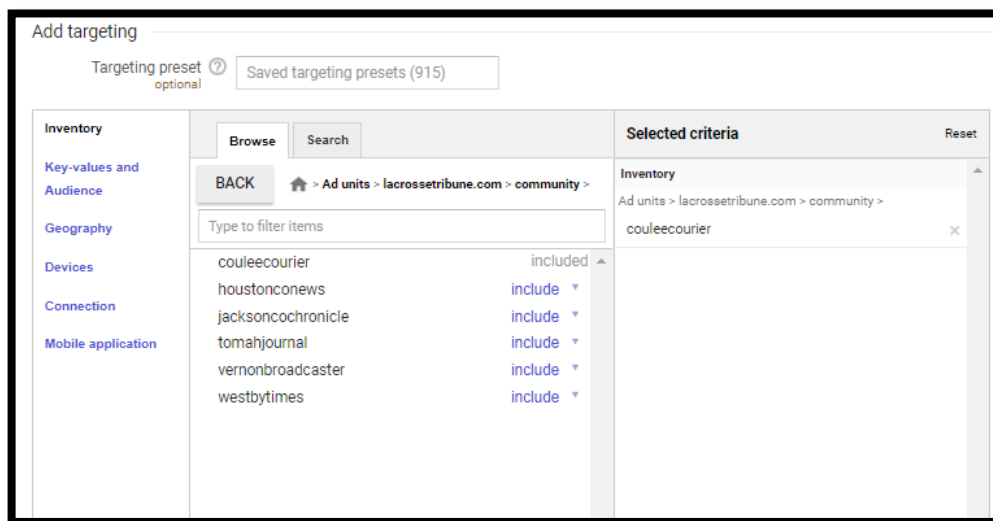 Add targeting
Targeting preset
optional
Saved targeting presets (915)
Inventory
Key-values and
Audience
Geography
Devices
Connection
Mobile application
Browse
Search
BACK
> Ad units > lacrossetribune.com > community >
Type to filter items
couleecourier included
houstonconews include
jacksoncochronicle include
tomahjournal include
vernonbroadcaster include
westbytimes include
Selected criteria
Reset
Inventory
Ad units > lacrossetribune.com > community >
couleecourier